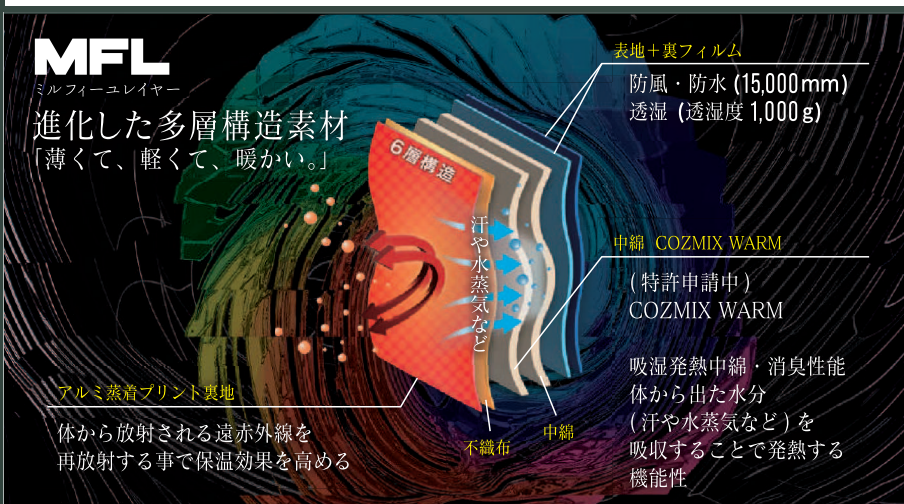 MFL
ミルフィーユレイヤー
進化した多層構造素材
「薄くて、軽くて、暖かい。」
表地＋裏フィルム
防風・防水 (15,000mm)
透湿 (透湿度 1,000g)
6層構造
汗や水蒸気など
中綿 COZMIX WARM
(特許申請中)
COZMIX WARM
吸湿発熱中綿・消臭性能
体から出た水分
(汗や水蒸気など)を
吸収することで発熱する
機能性
アルミ蒸着プリント裏地
体から放射される遠赤外線を
再放射する事で保温効果を高める
不織布
中綿